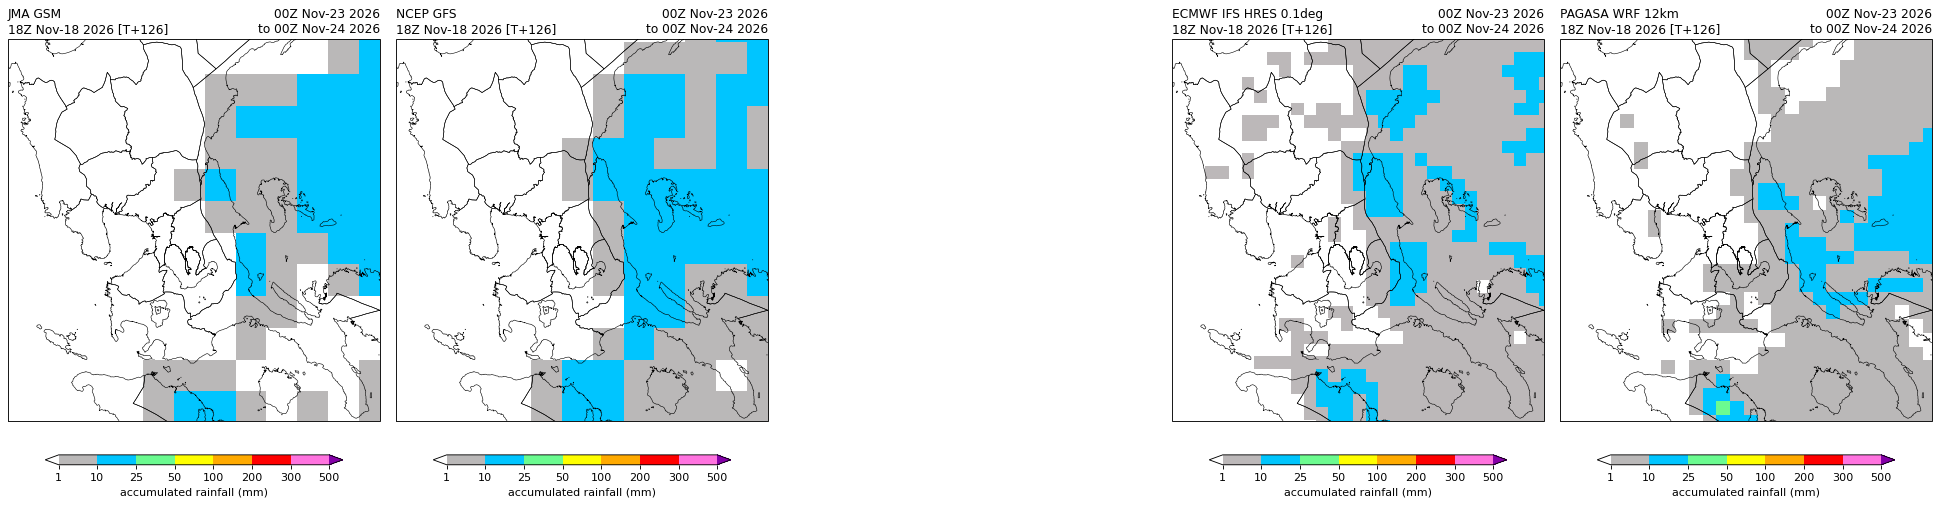 JMA GSM 00Z Nov-23 2026
18Z Nov-18 2026 [T+126] to 00Z Nov-24 2026
NCEP GFS 00Z Nov-23 2026
18Z Nov-18 2026 [T+126] to 00Z Nov-24 2026
ECMWF IFS HRES 0.1deg 00Z Nov-23 2026
18Z Nov-18 2026 [T+126] to 00Z Nov-24 2026
PAGASA WRF 12km 00Z Nov-23 2026
18Z Nov-18 2026 [T+126] to 00Z Nov-24 2026
1 10 25 50 100 200 300 500
accumulated rainfall (mm)
1 10 25 50 100 200 300 500
accumulated rainfall (mm)
1 10 25 50 100 200 300 500
accumulated rainfall (mm)
1 10 25 50 100 200 300 500
accumulated rainfall (mm)